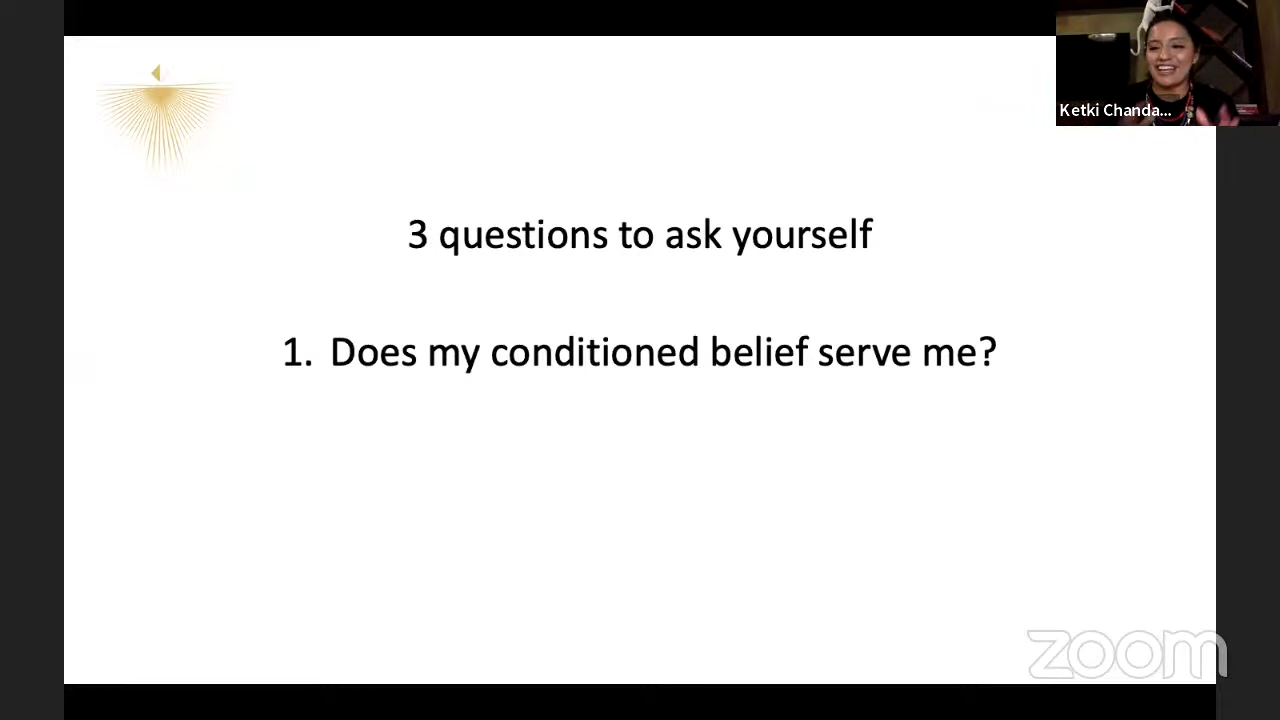 Ketki Chanda...
3 questions to ask yourself
1. Does my conditioned belief serve me?
zoom